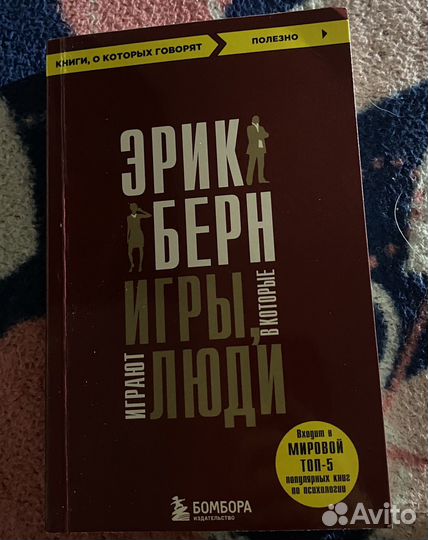 КНИГИ, О КОТОРЫХ ГОВОРЯТ
ПОЛЕЗНО
ЭРИК
БЕРН
ИГРЫ,
В КОТОРЫЕ
ИГРАЮТ
ЛЮДИ
Входит в
МИРОВОЙ
ТОП-5
популярных книг
по психологии
БОМБОРА
ИЗДАТЕЛЬСТВО
Avito